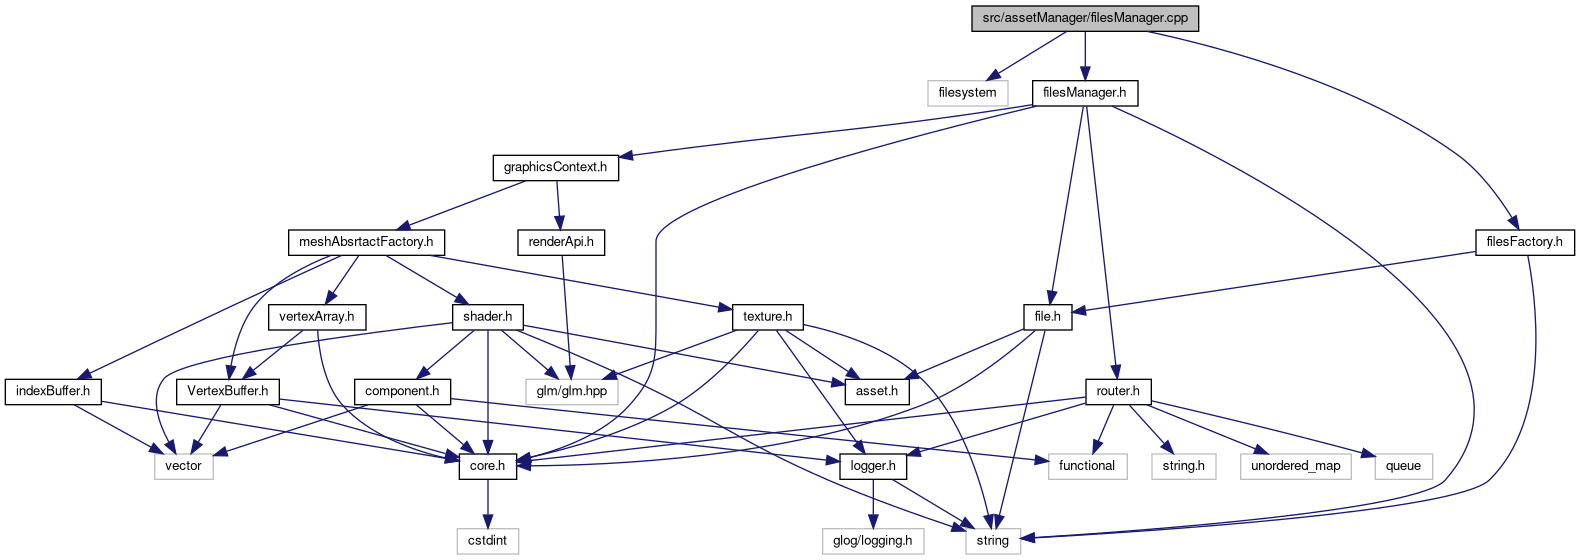 src/assetManager/filesManager.cpp
filesystem
filesManager.h
graphicsContext.h
meshAbsrtactFactory.h
renderApi.h
filesFactory.h
vertexArray.h
shader.h
texture.h
file.h
indexBuffer.h
VertexBuffer.h
component.h
glm/glm.hpp
asset.h
router.h
vector
core.h
logger.h
functional
string.h
unordered_map
queue
cstdint
glog/logging.h
string